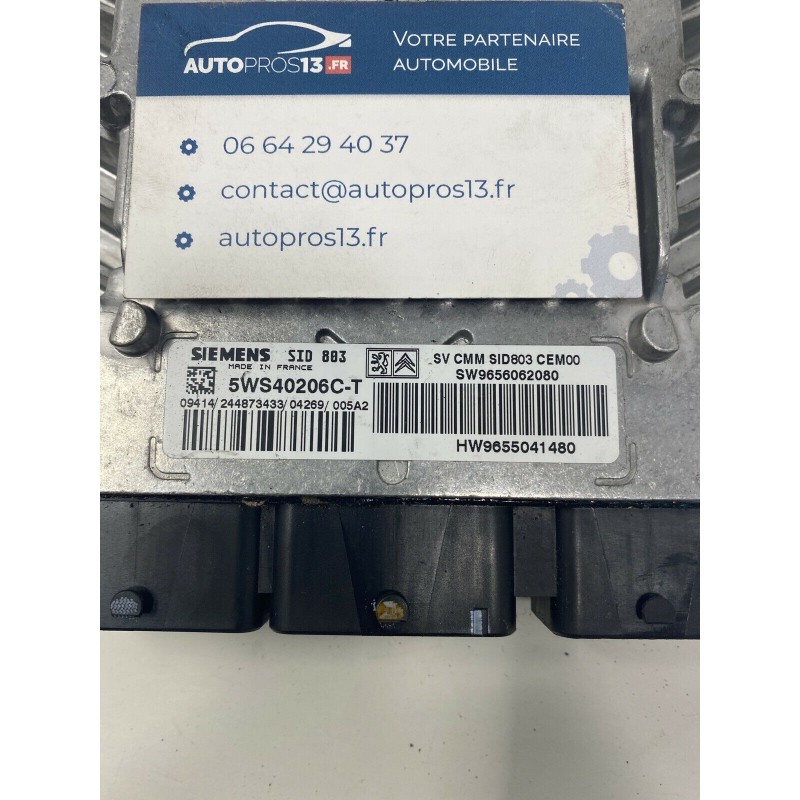 AUTOPROS13.FR
VOTRE PARTENAIRE
AUTOMOBILE
06 64 29 40 37
contact@autopros13.fr
autopros13.fr
SIEMENS SID 803
MADE IN FRANCE
5WS40206C-T
09414/244873433/04269/005A2
SV CMM SID803 CEM00
SW9656062080
HW9655041480